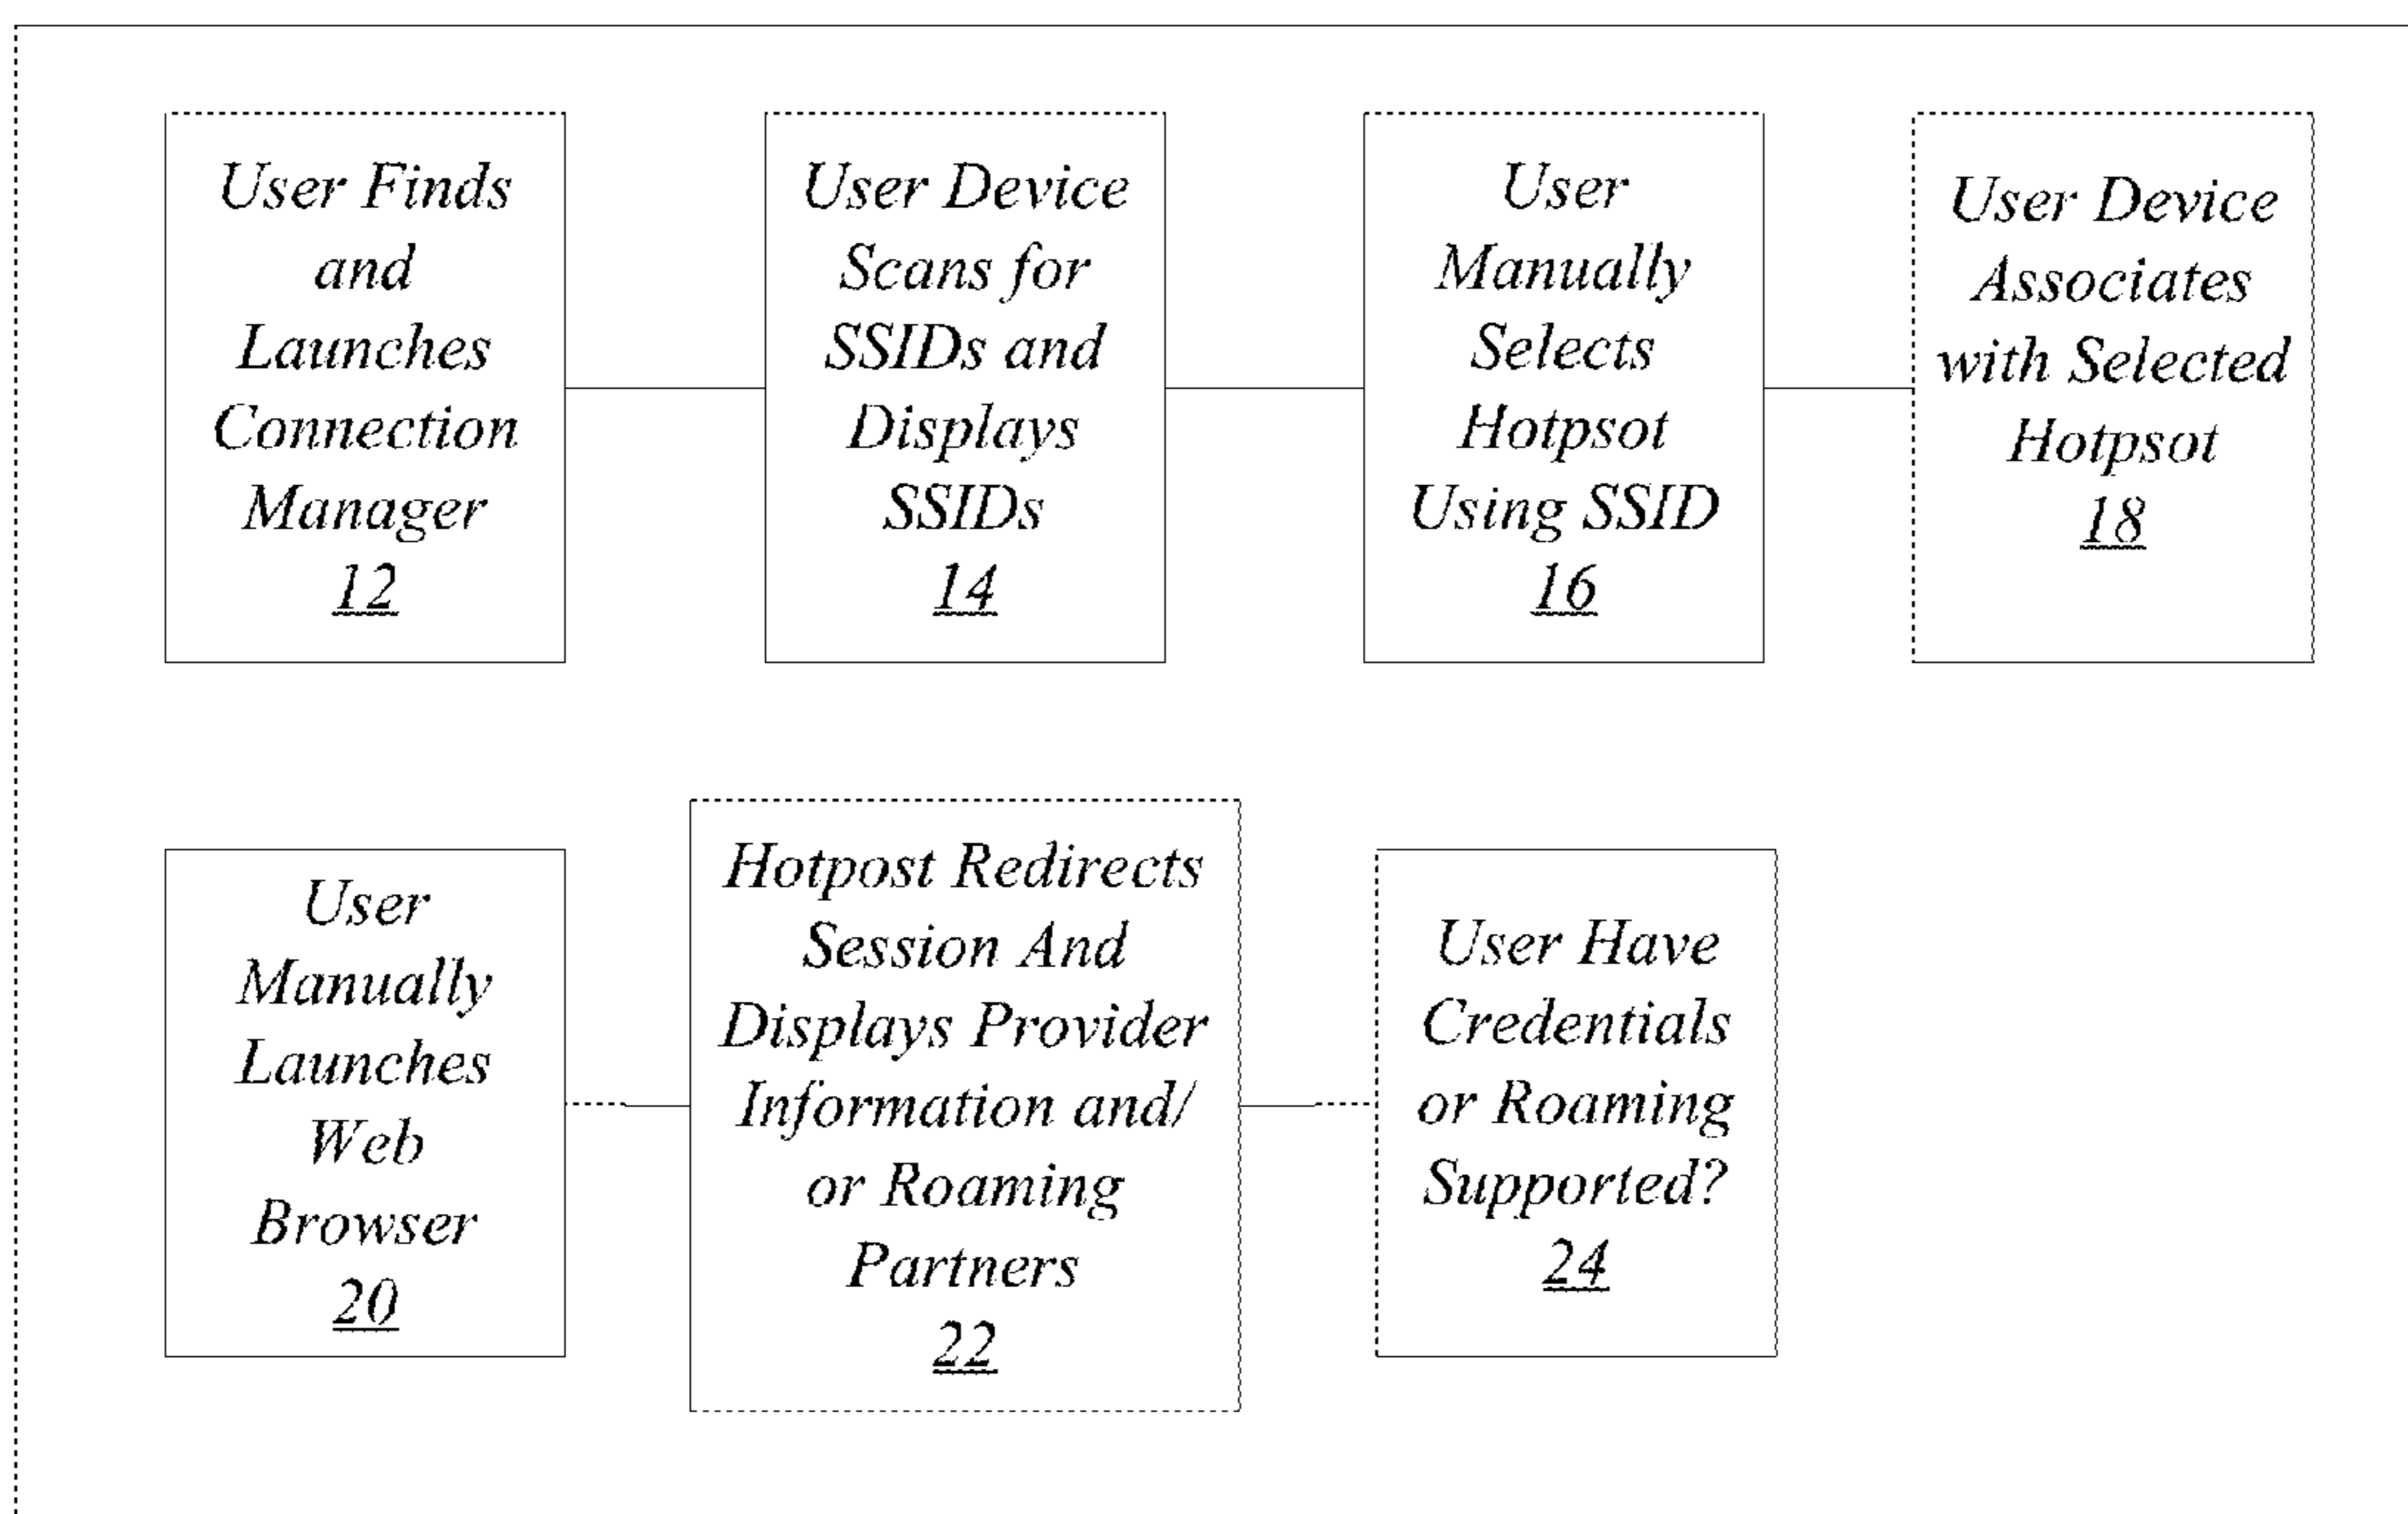 User Finds
and
Launches
Connection
Manager
12
User Device
Scans for
SSIDs and
Displays
SSIDs
14
User
Manually
Selects
Hotpsot
Using SSID
16
User Device
Associates
with Selected
Hotpsot
18
User
Manually
Launches
Web
Browser
20
Hotpost Redirects
Session And
Displays Provider
Information and/
or Roaming
Partners
22
User Have
Credentials
or Roaming
Supported?
24